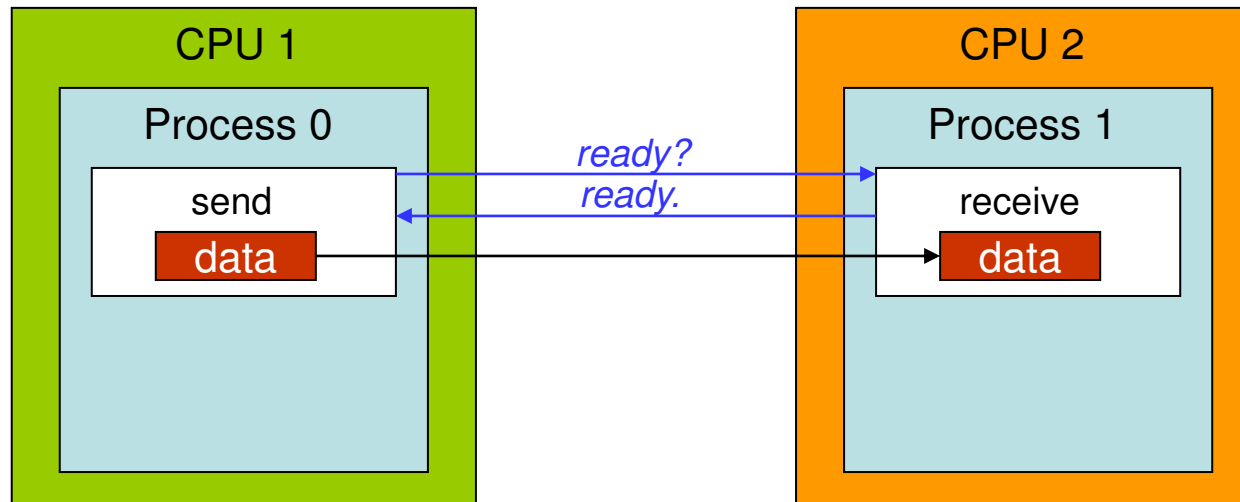 CPU 1
CPU 2
Process 0
Process 1
ready?
send
ready.
receive
data
data